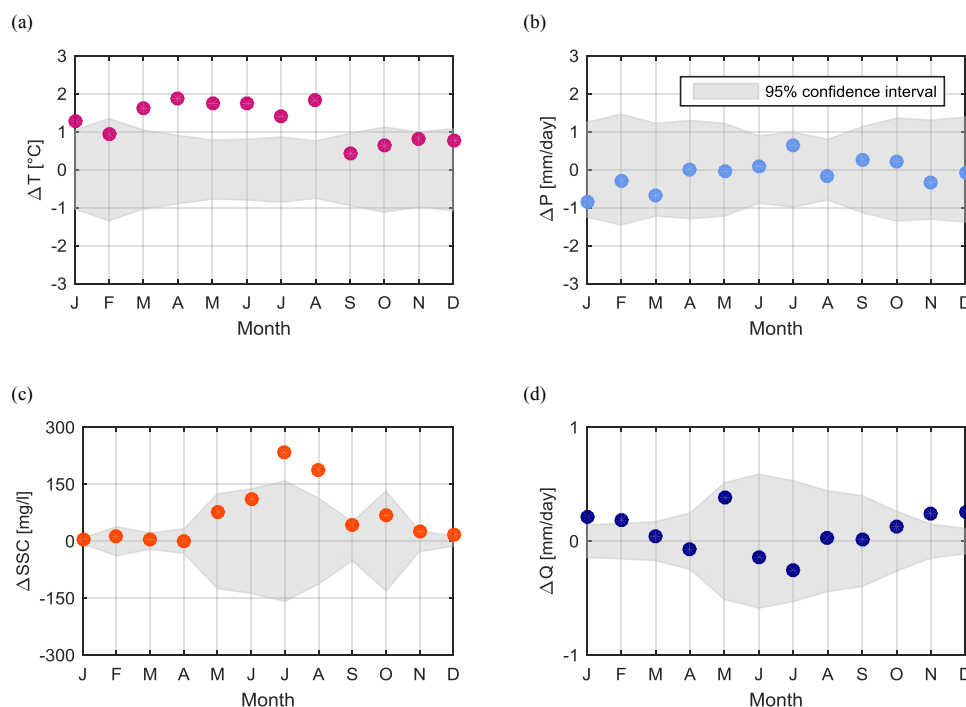 (a)
3
2
1
0
-1
-2
-3
ΔT [°C]
J F M A M J J A S O N D
Month
(b)
3
2
1
0
-1
-2
-3
ΔP [mm/day]
95% confidence interval
J F M A M J J A S O N D
Month
(c)
300
150
0
-150
-300
ΔSSC [mg/l]
J F M A M J J A S O N D
Month
(d)
1
0
-1
ΔQ [mm/day]
J F M A M J J A S O N D
Month